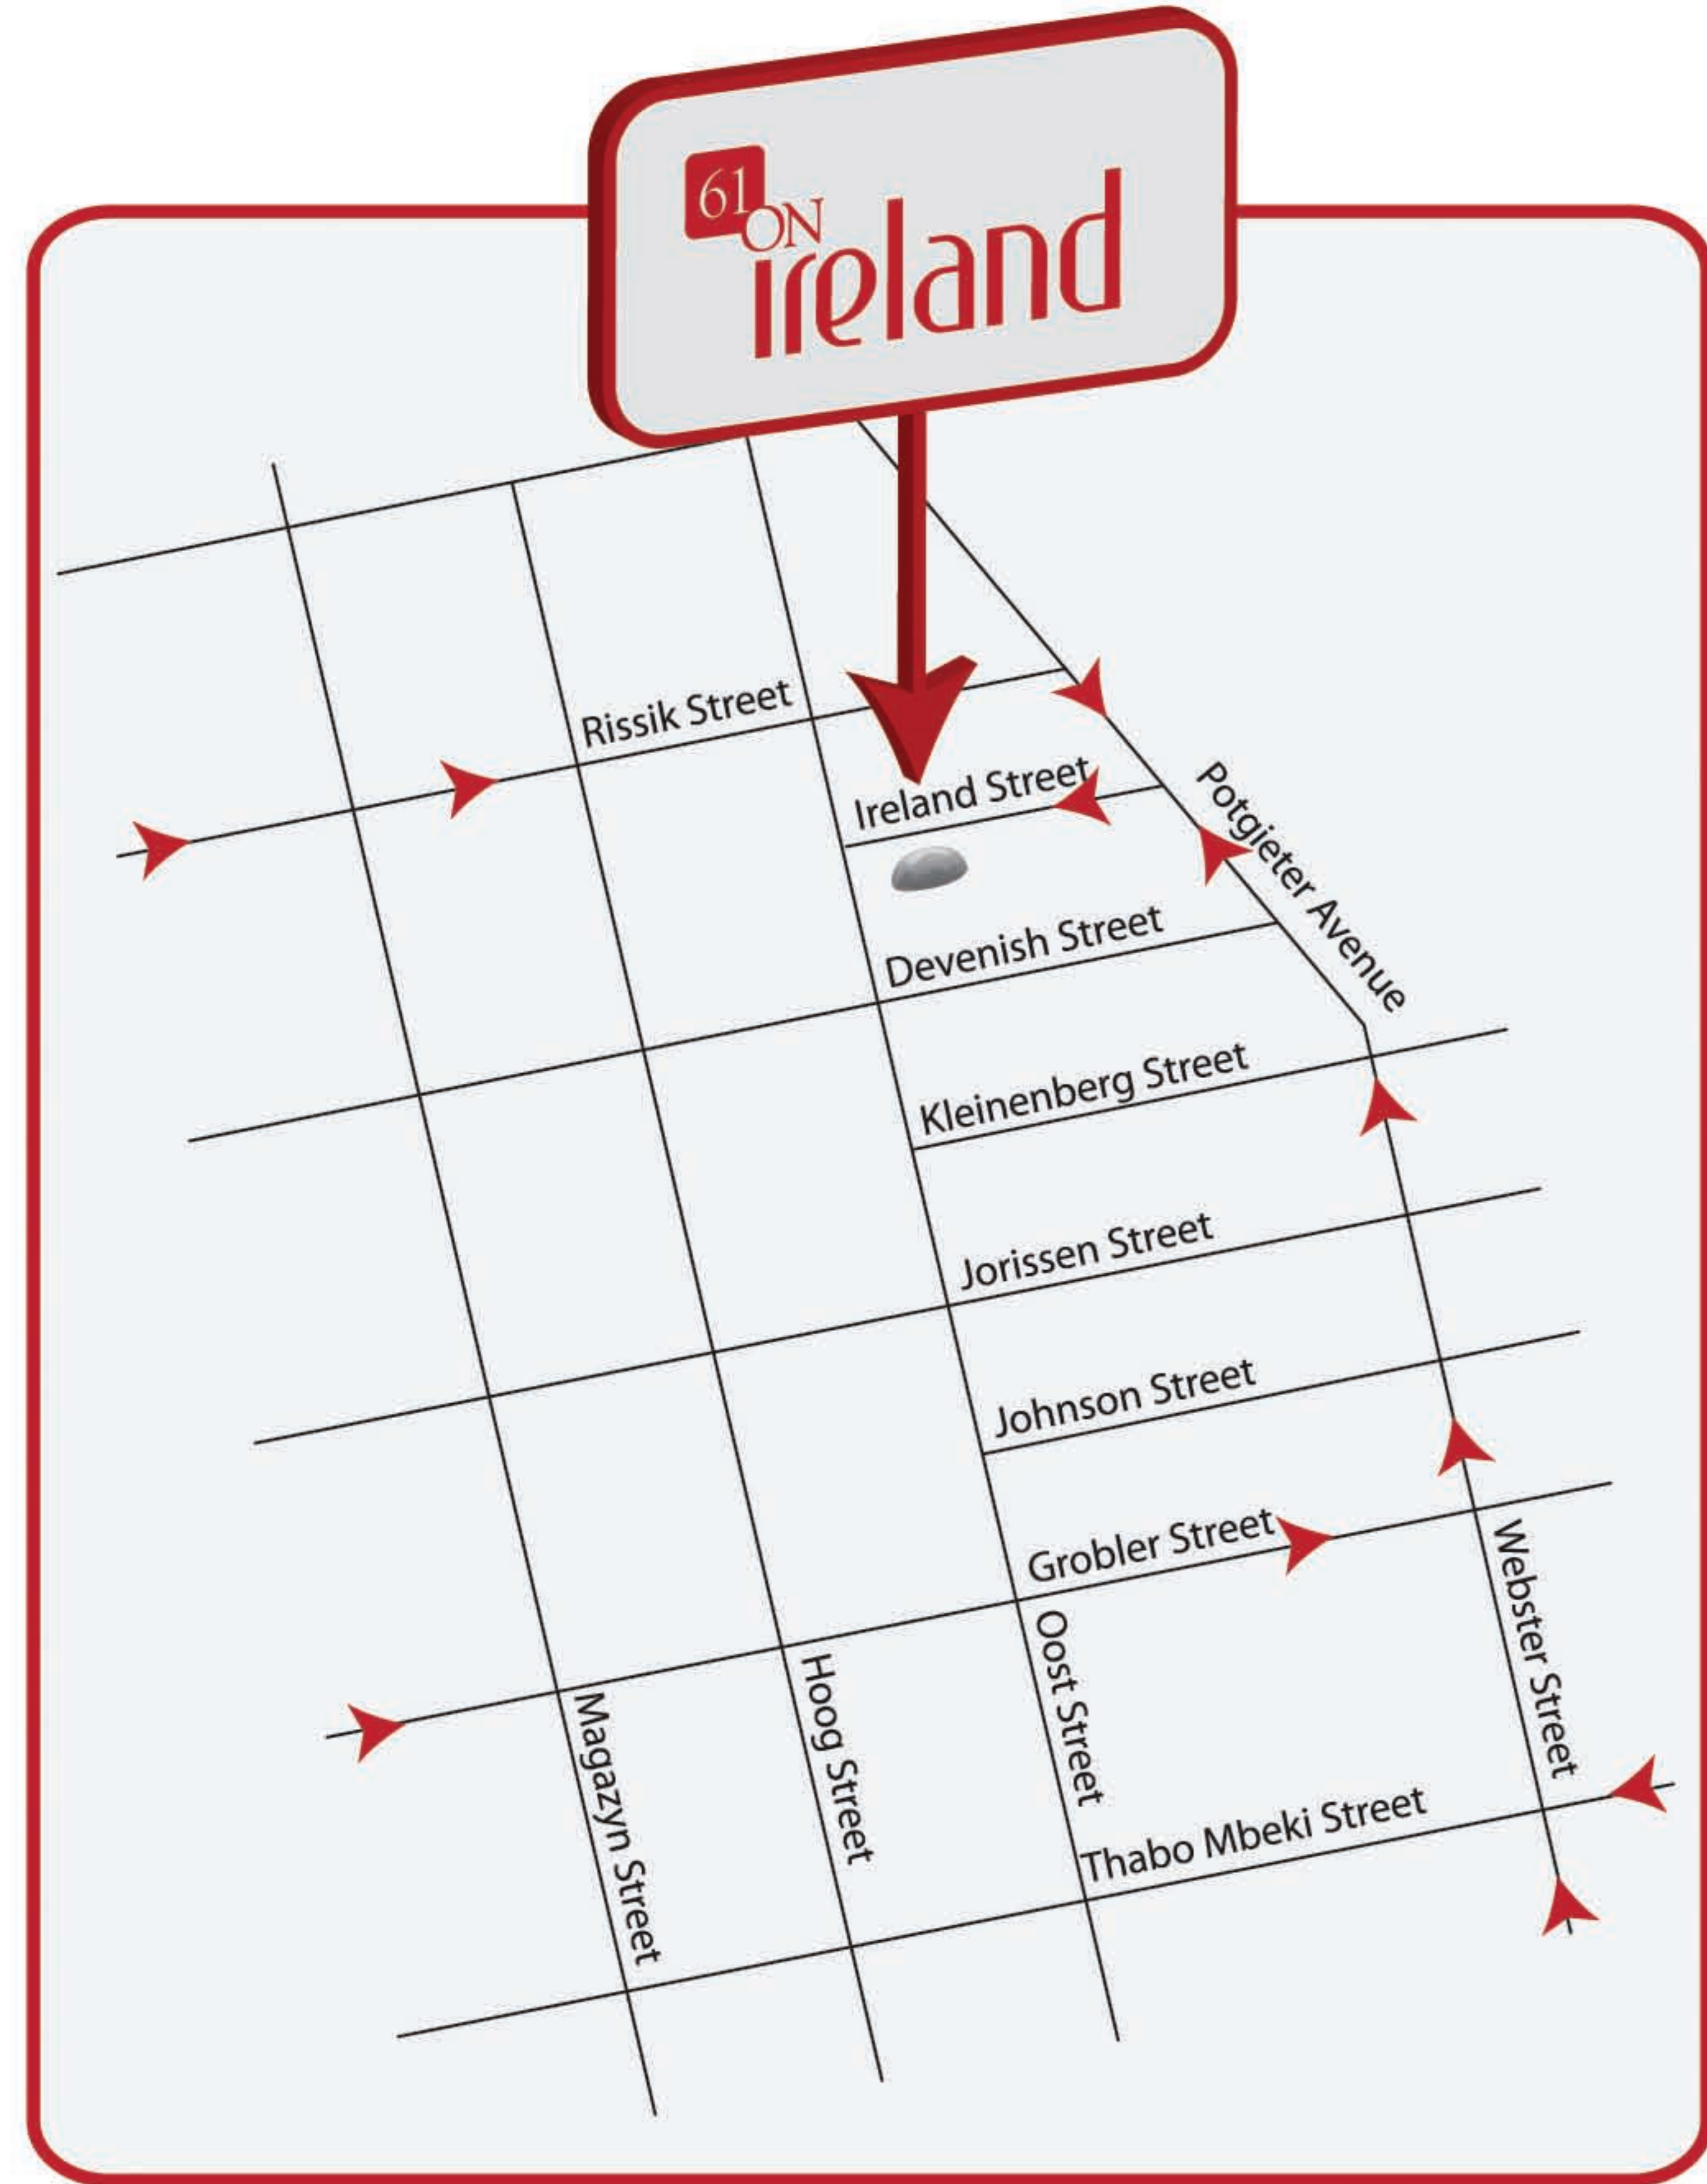 61
ON
ireland
Rissik Street
Ireland Street
Potgieter Avenue
Devenish Street
Kleinenberg Street
Jorissen Street
Johnson Street
Grobler Street
Webster Street
Oost Street
Hoog Street
Magazyn Street
Thabo Mbeki Street